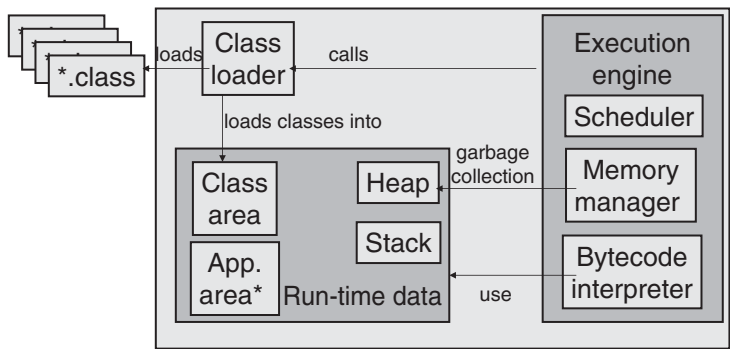 *.class
loads
Class
loader
calls
loads classes into
Execution
engine
Scheduler
Memory
manager
Bytecode
interpreter
garbage
collection
use
Class
area
App.
area*
Heap
Stack
Run-time data